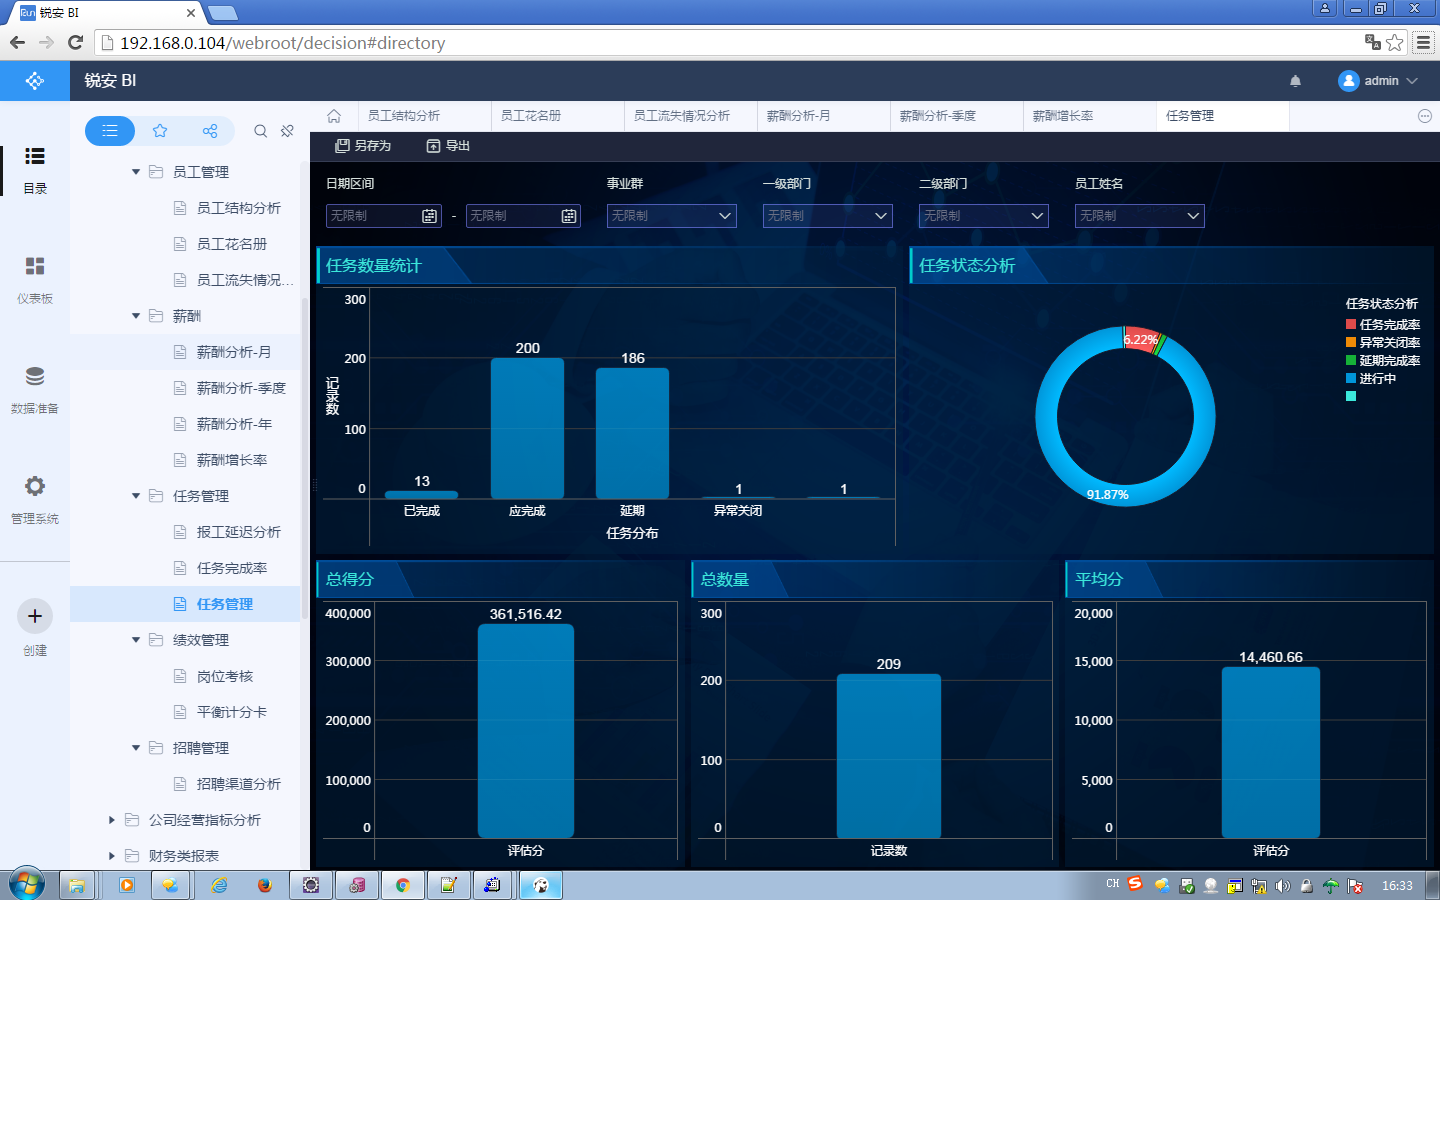 锐安 BI
192.168.0.104/webroot/decision#directory
锐安 BI
admin
员工结构分析
员工花名册
员工流失情况分析
薪酬分析-月
薪酬分析-季度
薪酬增长率
任务管理
另存为
导出
目录
仪表板
数据准备
管理系统
创建
员工管理
员工结构分析
员工花名册
员工流失情况...
薪酬
薪酬分析-月
薪酬分析-季度
薪酬分析-年
薪酬增长率
任务管理
报工延迟分析
任务完成率
任务管理
绩效管理
岗位考核
平衡计分卡
招聘管理
招聘渠道分析
公司经营指标分析
财务类报表
日期区间
事业群
一级部门
二级部门
员工姓名
无限制
-
无限制
无限制
无限制
无限制
无限制
任务数量统计
300
200
100
0
记录数
13
200
186
1
1
已完成
应完成
延期
异常关闭
任务分布
任务状态分析
6.22%
91.87%
任务状态分析
任务完成率
异常关闭率
延期完成率
进行中
总得分
400,000
300,000
200,000
100,000
0
361,516.42
评估分
总数量
300
200
100
0
209
记录数
平均分
20,000
15,000
10,000
5,000
0
14,460.66
评估分
CH
16:33